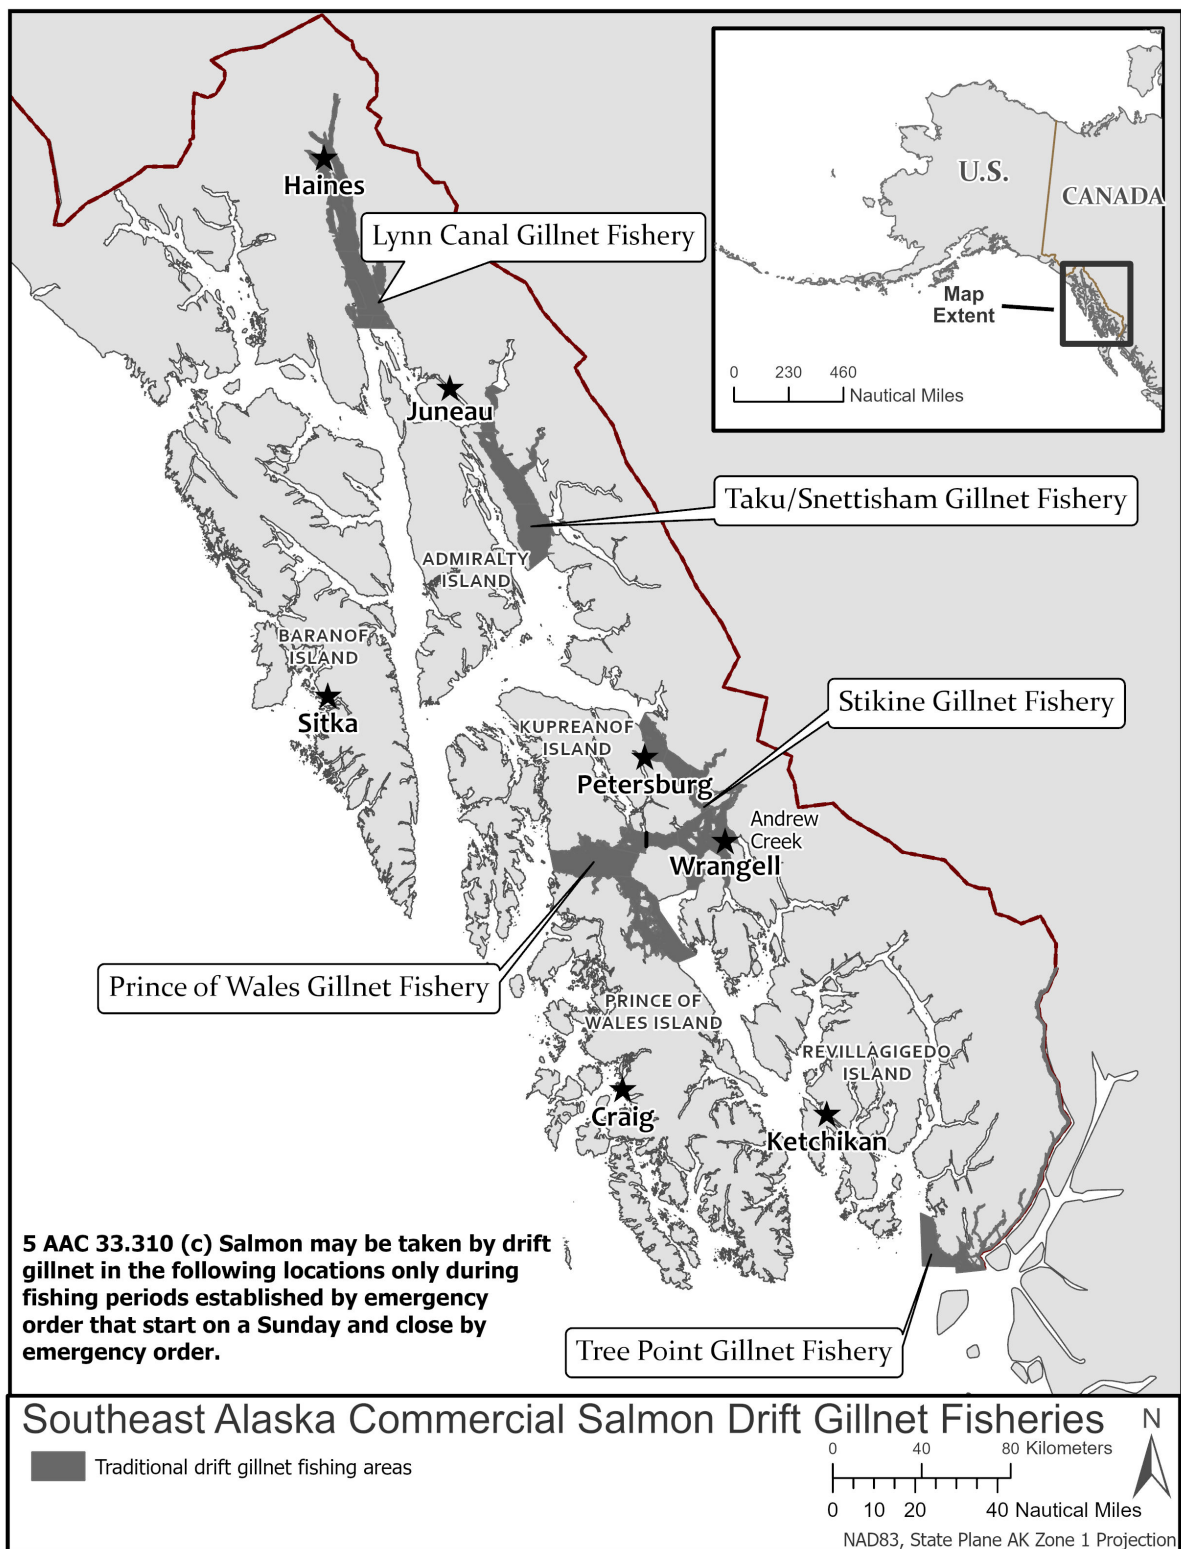 U.S.
CANADA
Map
Extent
0 230 460
Nautical Miles
Haines
Lynn Canal Gillnet Fishery
Juneau
Taku/Snettisham Gillnet Fishery
ADMIRALTY
ISLAND
BARANOF
ISLAND
Sitka
Stikine Gillnet Fishery
KUPREANOF
ISLAND
Petersburg
Andrew
Creek
Wrangell
Prince of Wales Gillnet Fishery
PRINCE OF
WALES ISLAND
REVILLAGIGEDO
ISLAND
Craig
Ketchikan
5 AAC 33.310 (c) Salmon may be taken by drift
gillnet in the following locations only during
fishing periods established by emergency
order that start on a Sunday and close by
emergency order.
Tree Point Gillnet Fishery
Southeast Alaska Commercial Salmon Drift Gillnet Fisheries
N
Traditional drift gillnet fishing areas
0 40 80 Kilometers
0 10 20 40 Nautical Miles
NAD83, State Plane AK Zone 1 Projection